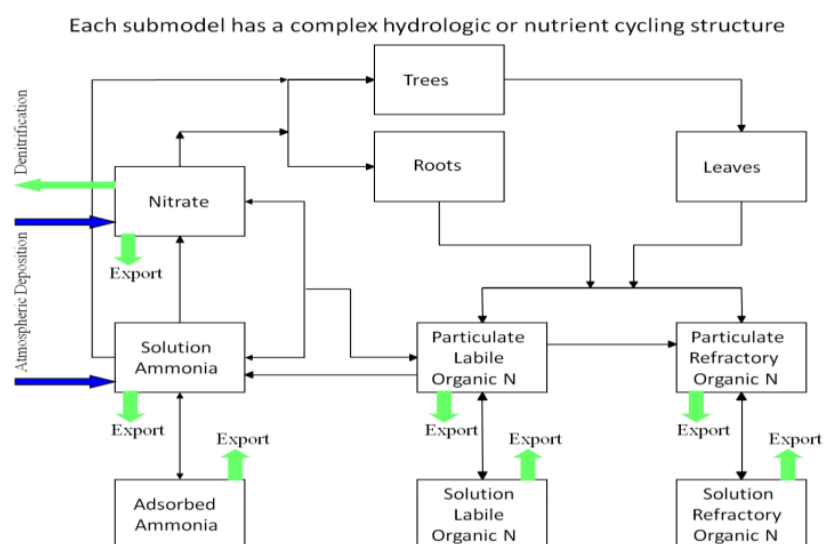 Each submodel has a complex hydrologic or nutrient cycling structure
Trees
Denitrification
Roots
Leaves
Nitrate
Export
Atmospheric Deposition
Solution
Ammonia
Particulate
Labile
Organic N
Particulate
Refractory
Organic N
Export
Export
Export
Export
Export
Export
Adsorbed
Ammonia
Solution
Labile
Organic N
Solution
Refractory
Organic N